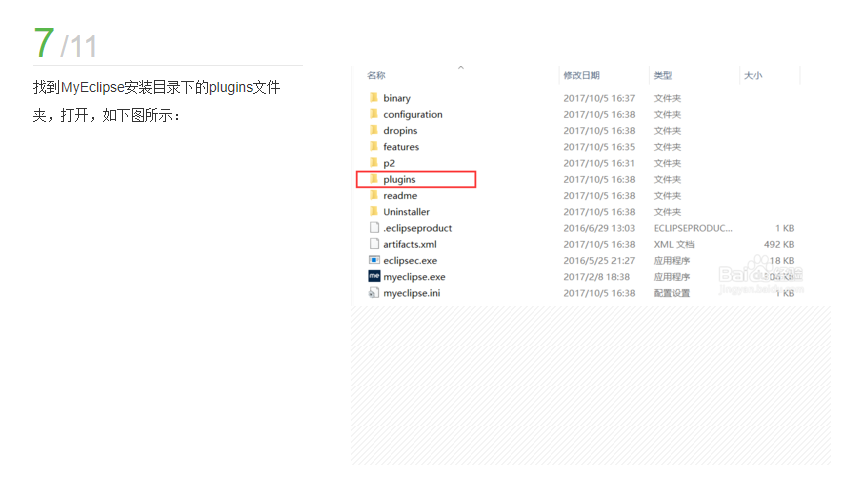 7 /11
找到MyEclipse安装目录下的plugins文件
夹，打开，如下图所示：
名称 修改日期 类型 大小
binary 2017/10/5 16:37 文件夹
configuration 2017/10/5 16:38 文件夹
dropins 2017/10/5 16:38 文件夹
features 2017/10/5 16:35 文件夹
p2 2017/10/5 16:31 文件夹
plugins 2017/10/5 16:38 文件夹
readme 2017/10/5 16:38 文件夹
Uninstaller 2017/10/5 16:38 文件夹
.eclipseproduct 2016/6/29 13:03 ECLIPSEPRODUC... 1 KB
artifacts.xml 2017/10/5 16:38 XML 文档 492 KB
eclipsec.exe 2016/5/25 21:27 应用程序 18 KB
me myeclipse.exe 2017/2/8 18:38 应用程序 KB
myeclipse.ini 2017/10/5 16:38 配置设置 1 KB
Bai 经验
jingyan.baidu.com